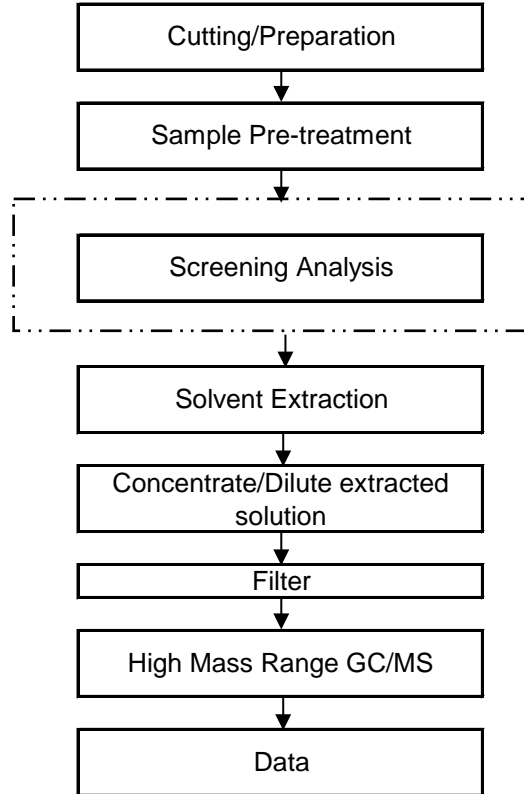 Cutting/Preparation
Sample Pre-treatment
Screening Analysis
Solvent Extraction
Concentrate/Dilute extracted
solution
Filter
High Mass Range GC/MS
Data